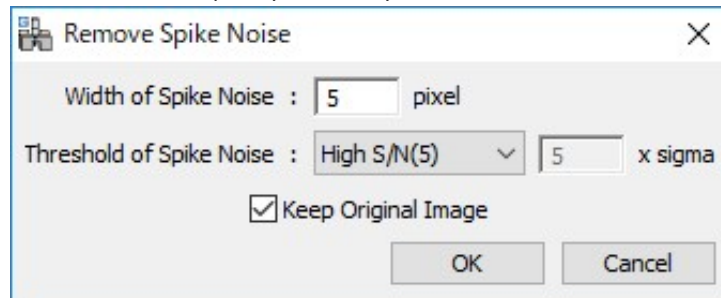 Remove Spike Noise
Width of Spike Noise : 5 pixel
Threshold of Spike Noise : High S/N(5) 5 x sigma
Keep Original Image
OK Cancel